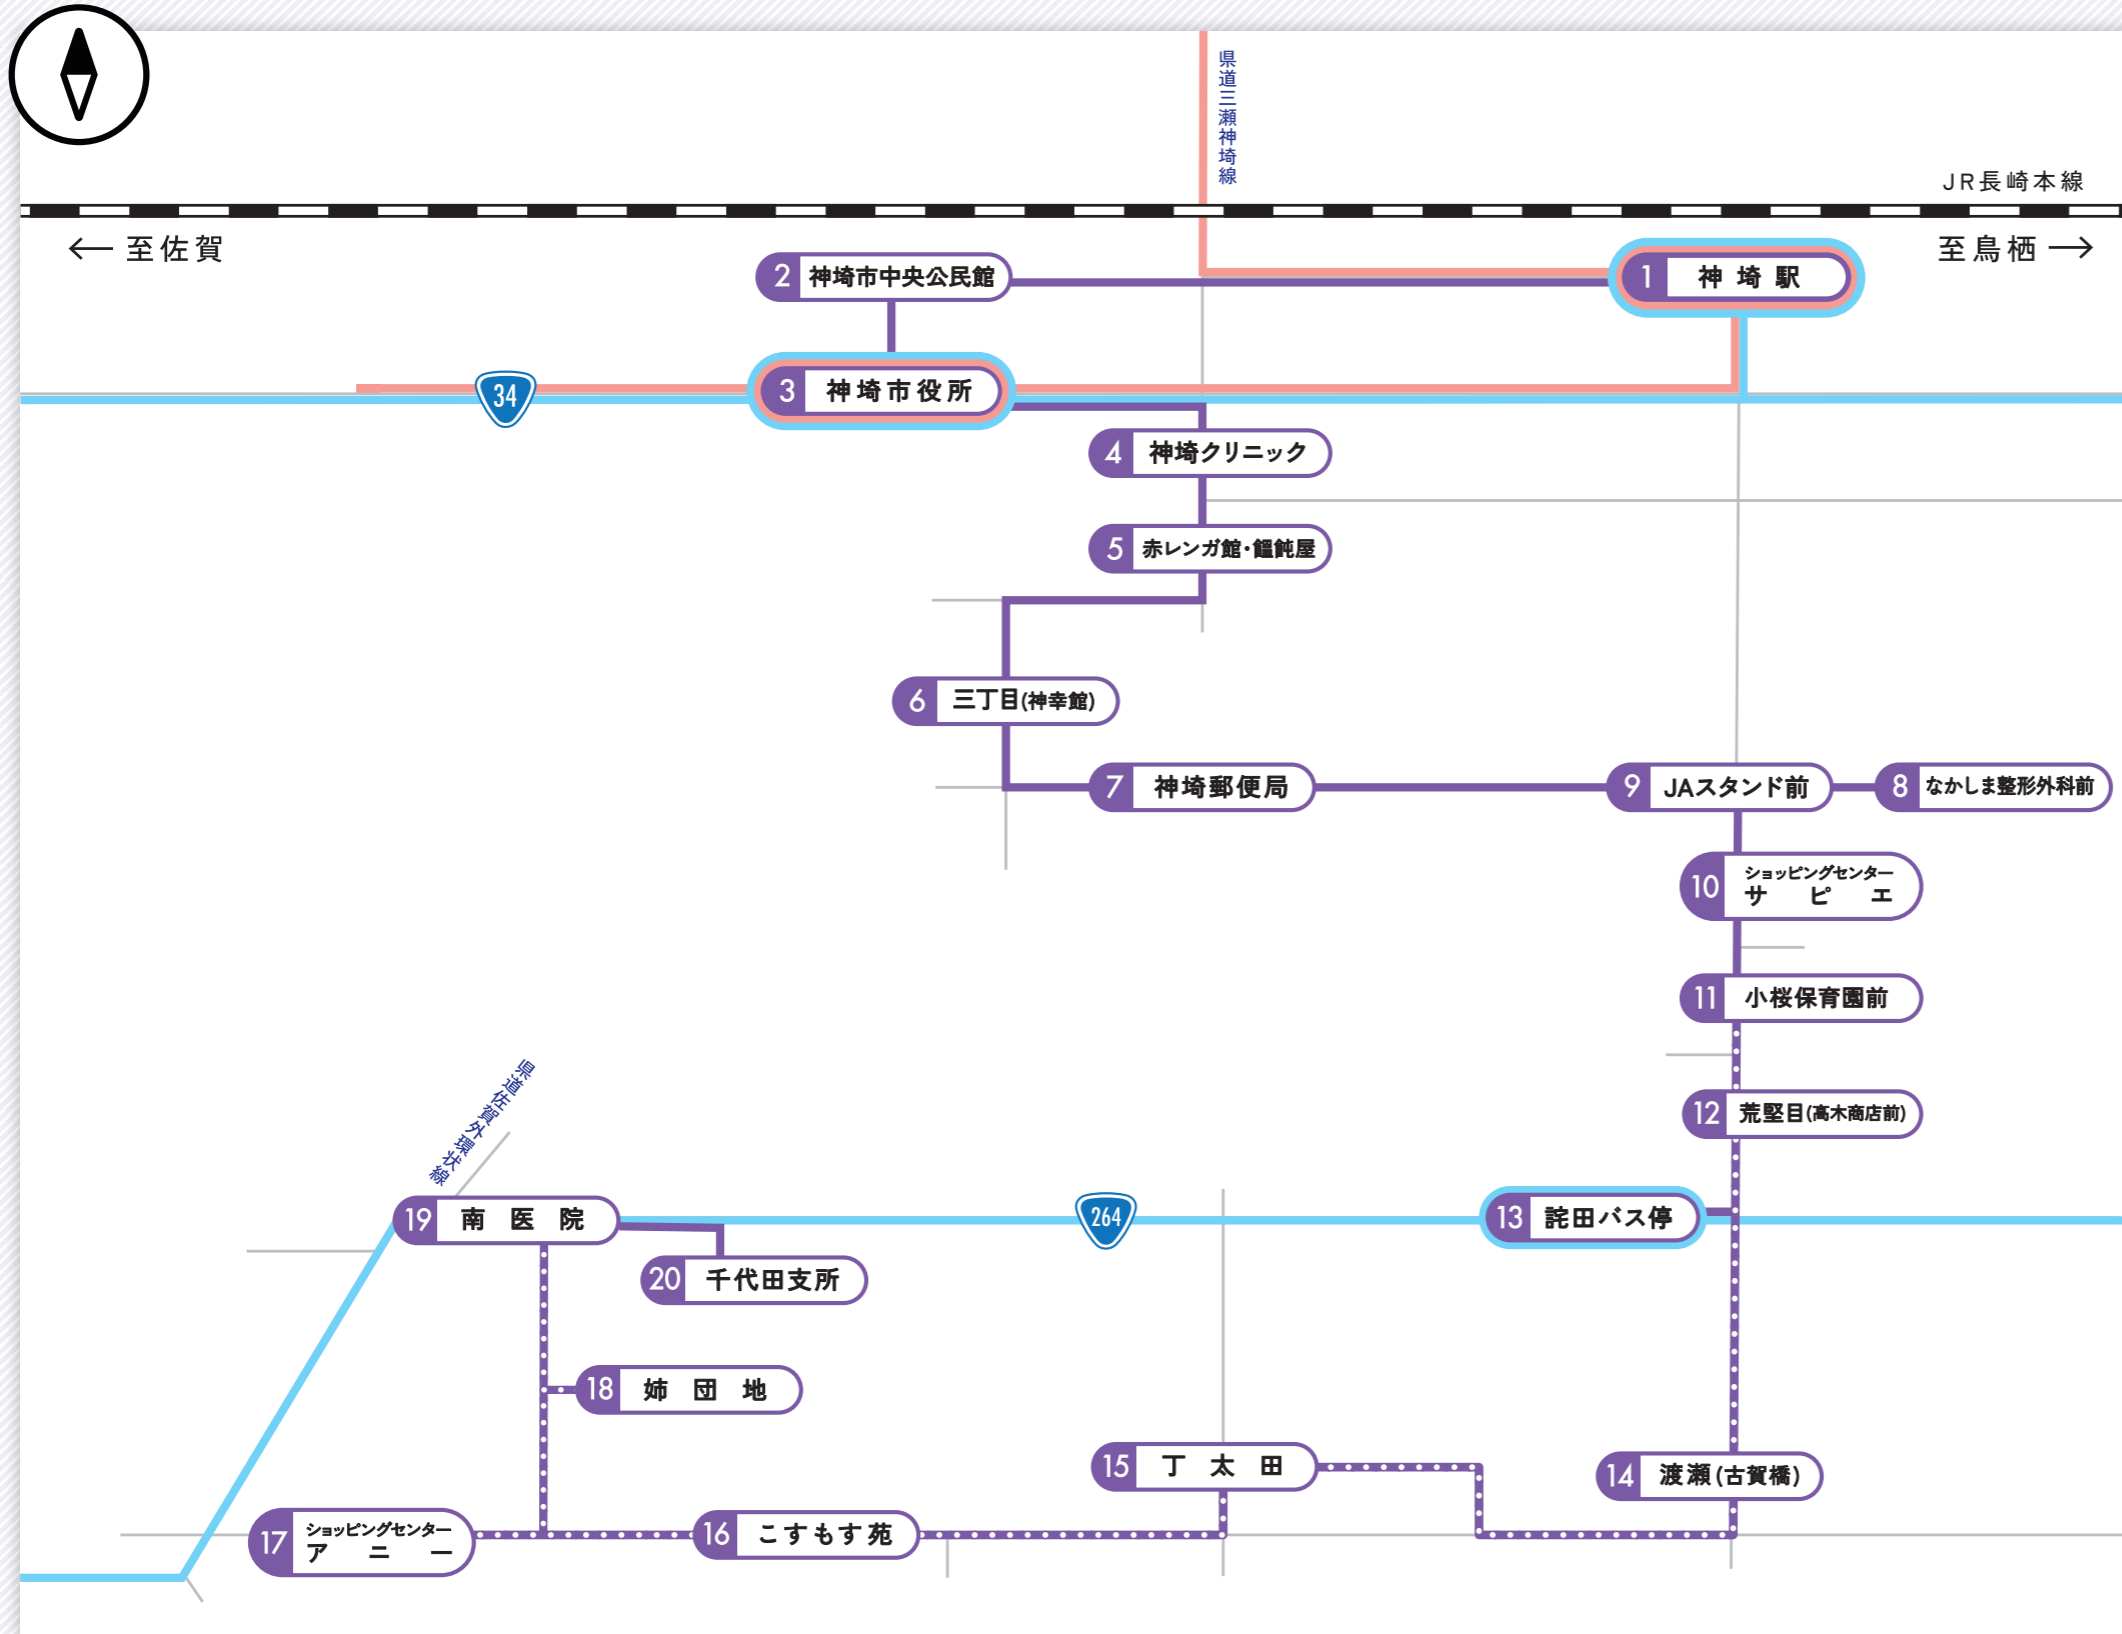 県道三瀬神埼線
JR長崎本線
←至佐賀
至鳥栖→
1 神埼駅
2 神埼市中央公民館
34
3 神埼市役所
4 神埼クリニック
5 赤レンガ館・饂飩屋
6 三丁目(神幸館)
7 神埼郵便局
9 JAスタンド前
8 なかしま整形外科前
10 ショッピングセンター
サピエ
11 小桜保育園前
12 荒堅目(高木商店前)
県道佐賀外環状線
19 南医院
264
13 詫田バス停
20 千代田支所
18 姉団地
15 丁太田
14 渡瀬(古賀橋)
17 ショッピングセンター
アニー
16 こすもす苑